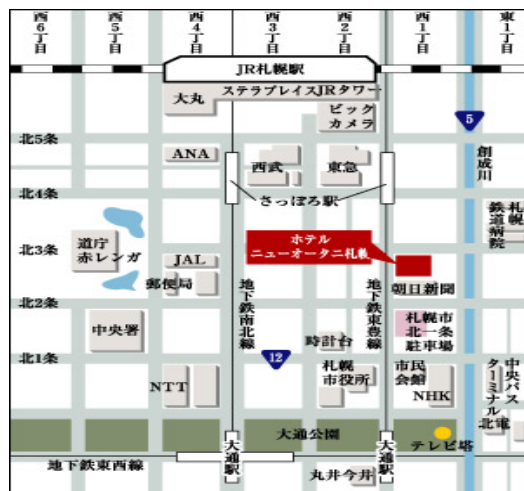 西6丁目
西5丁目
西4丁目
西3丁目
西2丁目
西1丁目
東1丁目
JR札幌駅
大丸
ステラプレイス
JRタワー
ビック
カメラ
5
北5条
ANA
西武
東急
創成川
北4条
さっぽろ駅
鉄道病院
札幌
道庁
赤レンガ
北3条
JAL
ホテル
ニューオータニ札幌
郵便局
地下鉄南北線
地下鉄東豊線
朝日新聞
北2条
中央署
時計台
札幌市
北一条
駐車場
北1条
12
NTT
札幌
市役所
市民
会館
NHK
中央バス
ターミナル
北電
大通公園
大通駅
大通駅
テレビ塔
地下鉄東西線
丸井今井